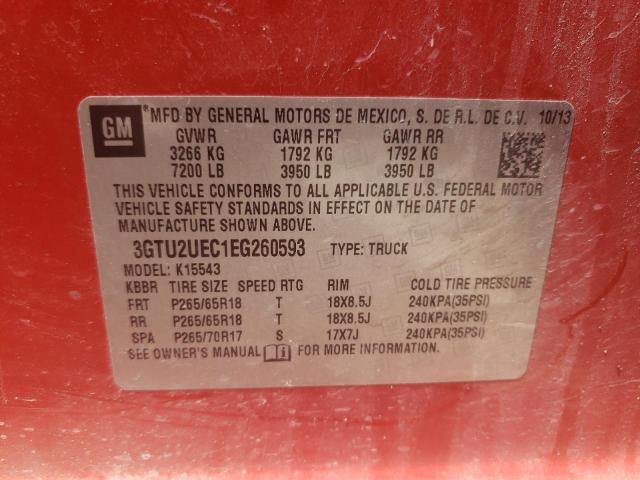 GM ® MFD BY GENERAL MOTORS DE MEXICO, S. DE R.L. DE C.V. 10/13
GVWR GAWR FRT GAWR RR
3266 KG 1792 KG 1792 KG
7200 LB 3950 LB 3950 LB
THIS VEHICLE CONFORMS TO ALL APPLICABLE U.S. FEDERAL MOTOR
VEHICLE SAFETY STANDARDS IN EFFECT ON THE DATE OF
MANUFACTURE SHOWN ABOVE.
3GTU2UEC1EG260593 TYPE: TRUCK
MODEL: K15543
KBBR TIRE SIZE SPEED RTG RIM COLD TIRE PRESSURE
FRT P265/65R18 T 18X8.5J 240KPA(35PSI)
RR P265/65R18 T 18X8.5J 240KPA(35PSI)
SPA P265/70R17 S 17X7J 240KPA(35PSI)
SEE OWNER'S MANUAL FOR MORE INFORMATION.